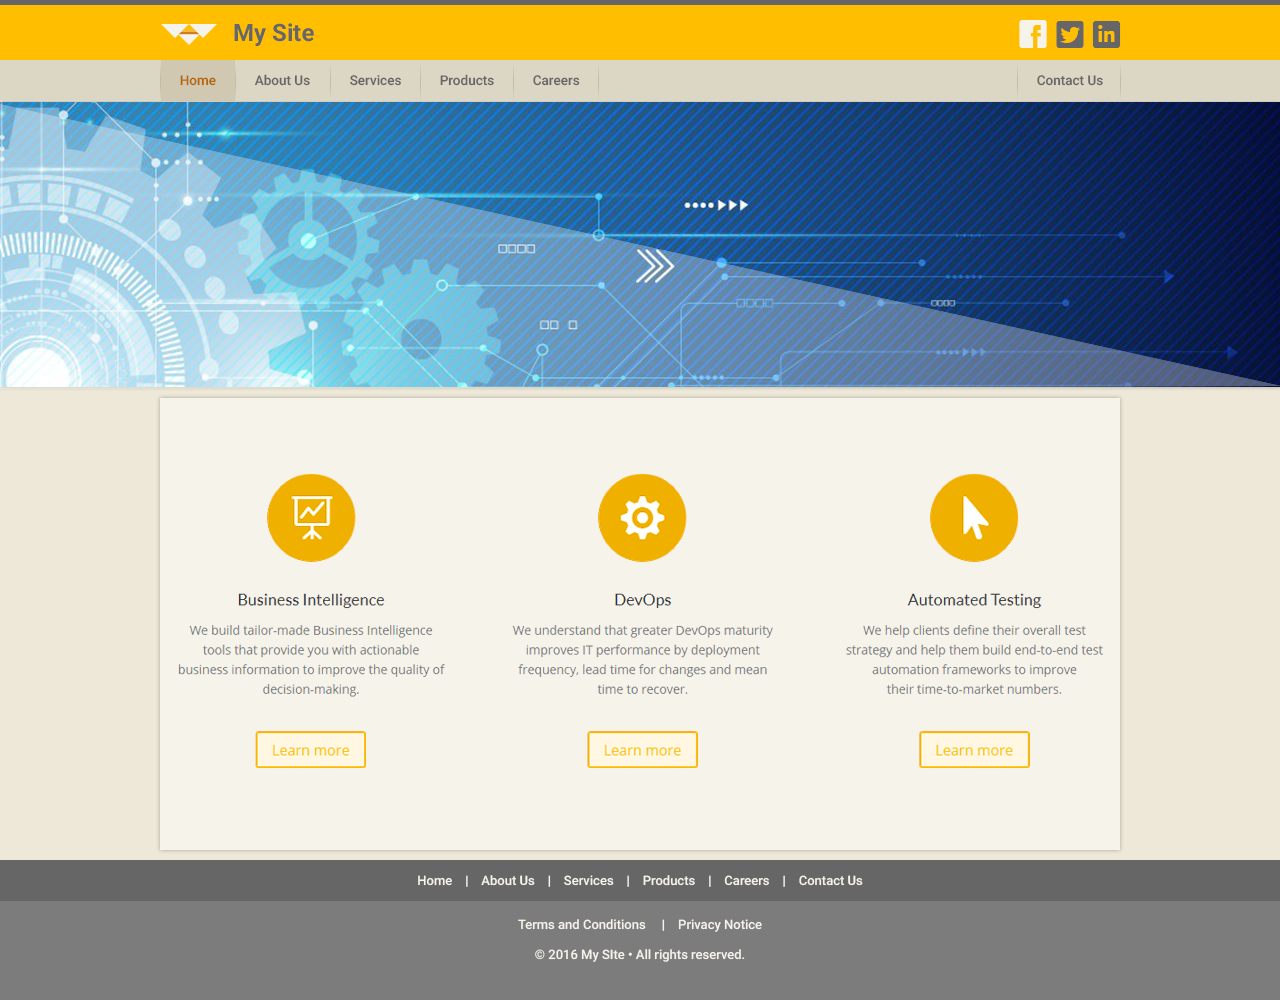 My Site
Home
About Us
Services
Products
Careers
Contact Us
Business Intelligence
We build tailor-made Business Intelligence
tools that provide you with actionable
business information to improve the quality of
decision-making.
Learn more
DevOps
We understand that greater DevOps maturity
improves IT performance by deployment
frequency, lead time for changes and mean
time to recover.
Learn more
Automated Testing
We help clients define their overall test
strategy and help them build end-to-end test
automation frameworks to improve
their time-to-market numbers.
Learn more
Home | About Us | Services | Products | Careers | Contact Us
Terms and Conditions | Privacy Notice
© 2016 My SIte • All rights reserved.